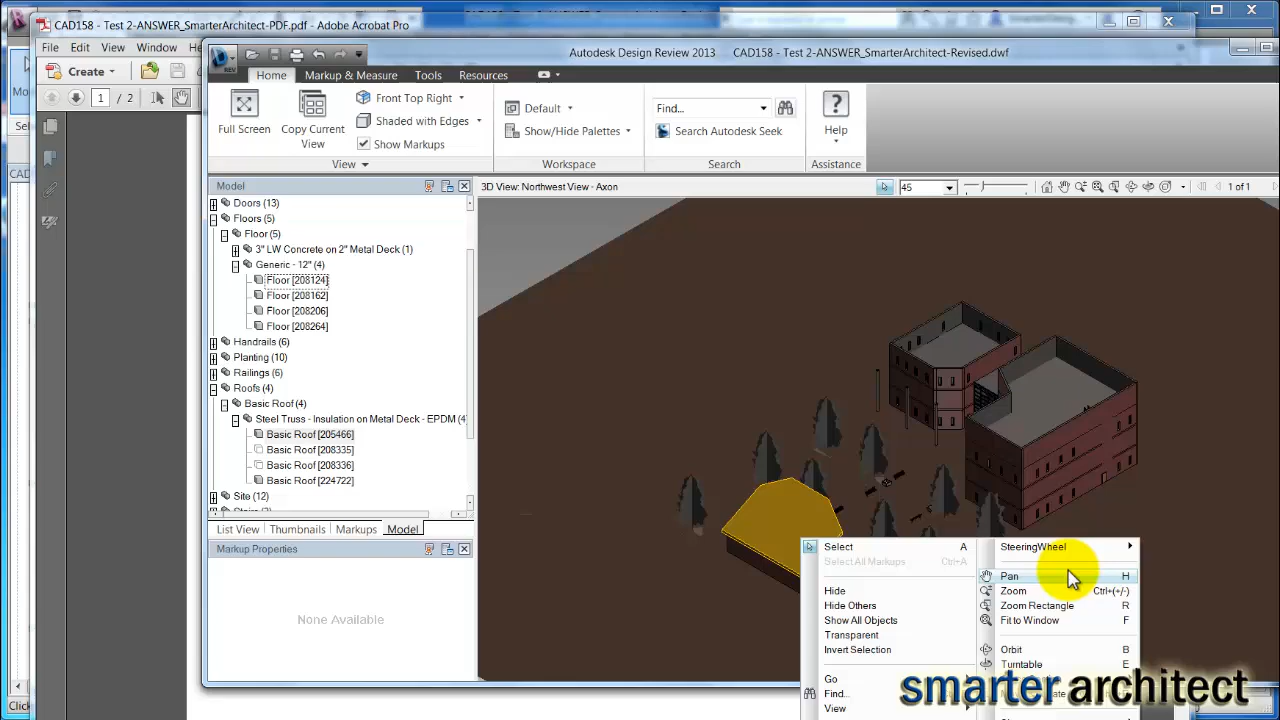 CAD158 - Test 2-ANSWER_SmarterArchitect-PDF.pdf - Adobe Acrobat Pro
File Edit View Window He
Create
1 / 2
Mo
Sel
CAD
Click
Autodesk Design Review 2013 CAD158 - Test 2-ANSWER_SmarterArchitect-Revised.dwf
REV
Home Markup & Measure Tools Resources
Full Screen
Copy Current View
Front Top Right
Shaded with Edges
Show Markups
View
Default
Show/Hide Palettes
Workspace
Find...
Search Autodesk Seek
Search
Help
Assistance
Model
3D View: Northwest View - Axon
45
1 of 1
Doors (13)
Floors (5)
Floor (5)
3" LW Concrete on 2" Metal Deck (1)
Generic - 12" (4)
Floor [208124]
Floor [208162]
Floor [208206]
Floor [208264]
Handrails (6)
Planting (10)
Railings (6)
Roofs (4)
Basic Roof (4)
Steel Truss - Insulation on Metal Deck - EPDM (4
Basic Roof [205466]
Basic Roof [208335]
Basic Roof [208336]
Basic Roof [224722]
Site (12)
List View Thumbnails Markups Model
Markup Properties
None Available
Select A
Select All Markups Ctrl+A
Hide
Hide Others
Show All Objects
Transparent
Invert Selection
Go
Find...
View
SteeringWheel
Pan H
Zoom Ctrl+(+/-)
Zoom Rectangle R
Fit to Window F
Orbit B
Turntable E
smarter architect